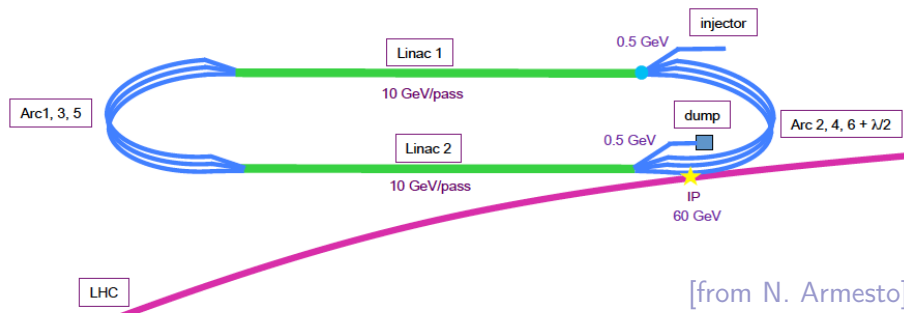 injector
0.5 GeV
Linac 1
10 GeV/pass
Arc1, 3, 5
dump
Arc 2, 4, 6 + λ/2
0.5 GeV
Linac 2
10 GeV/pass
IP
60 GeV
LHC
[from N. Armesto]